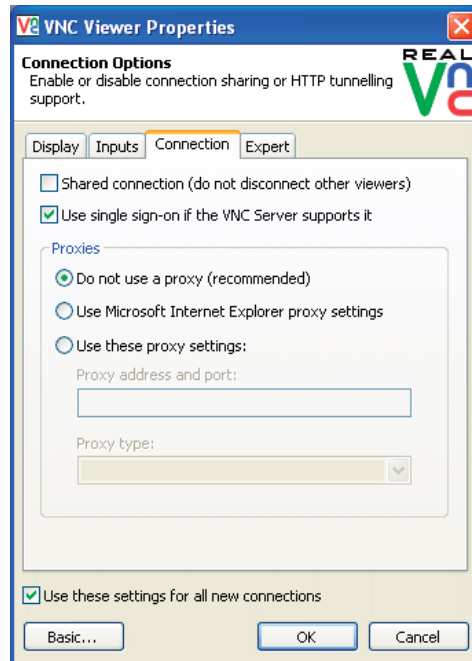 VNC Viewer Properties
Connection Options
Enable or disable connection sharing or HTTP tunnelling
support.
REAL
VNC
Display Inputs Connection Expert
Shared connection (do not disconnect other viewers)
Use single sign-on if the VNC Server supports it
Proxies
Do not use a proxy (recommended)
Use Microsoft Internet Explorer proxy settings
Use these proxy settings:
Proxy address and port:
Proxy type:
Use these settings for all new connections
Basic... OK Cancel